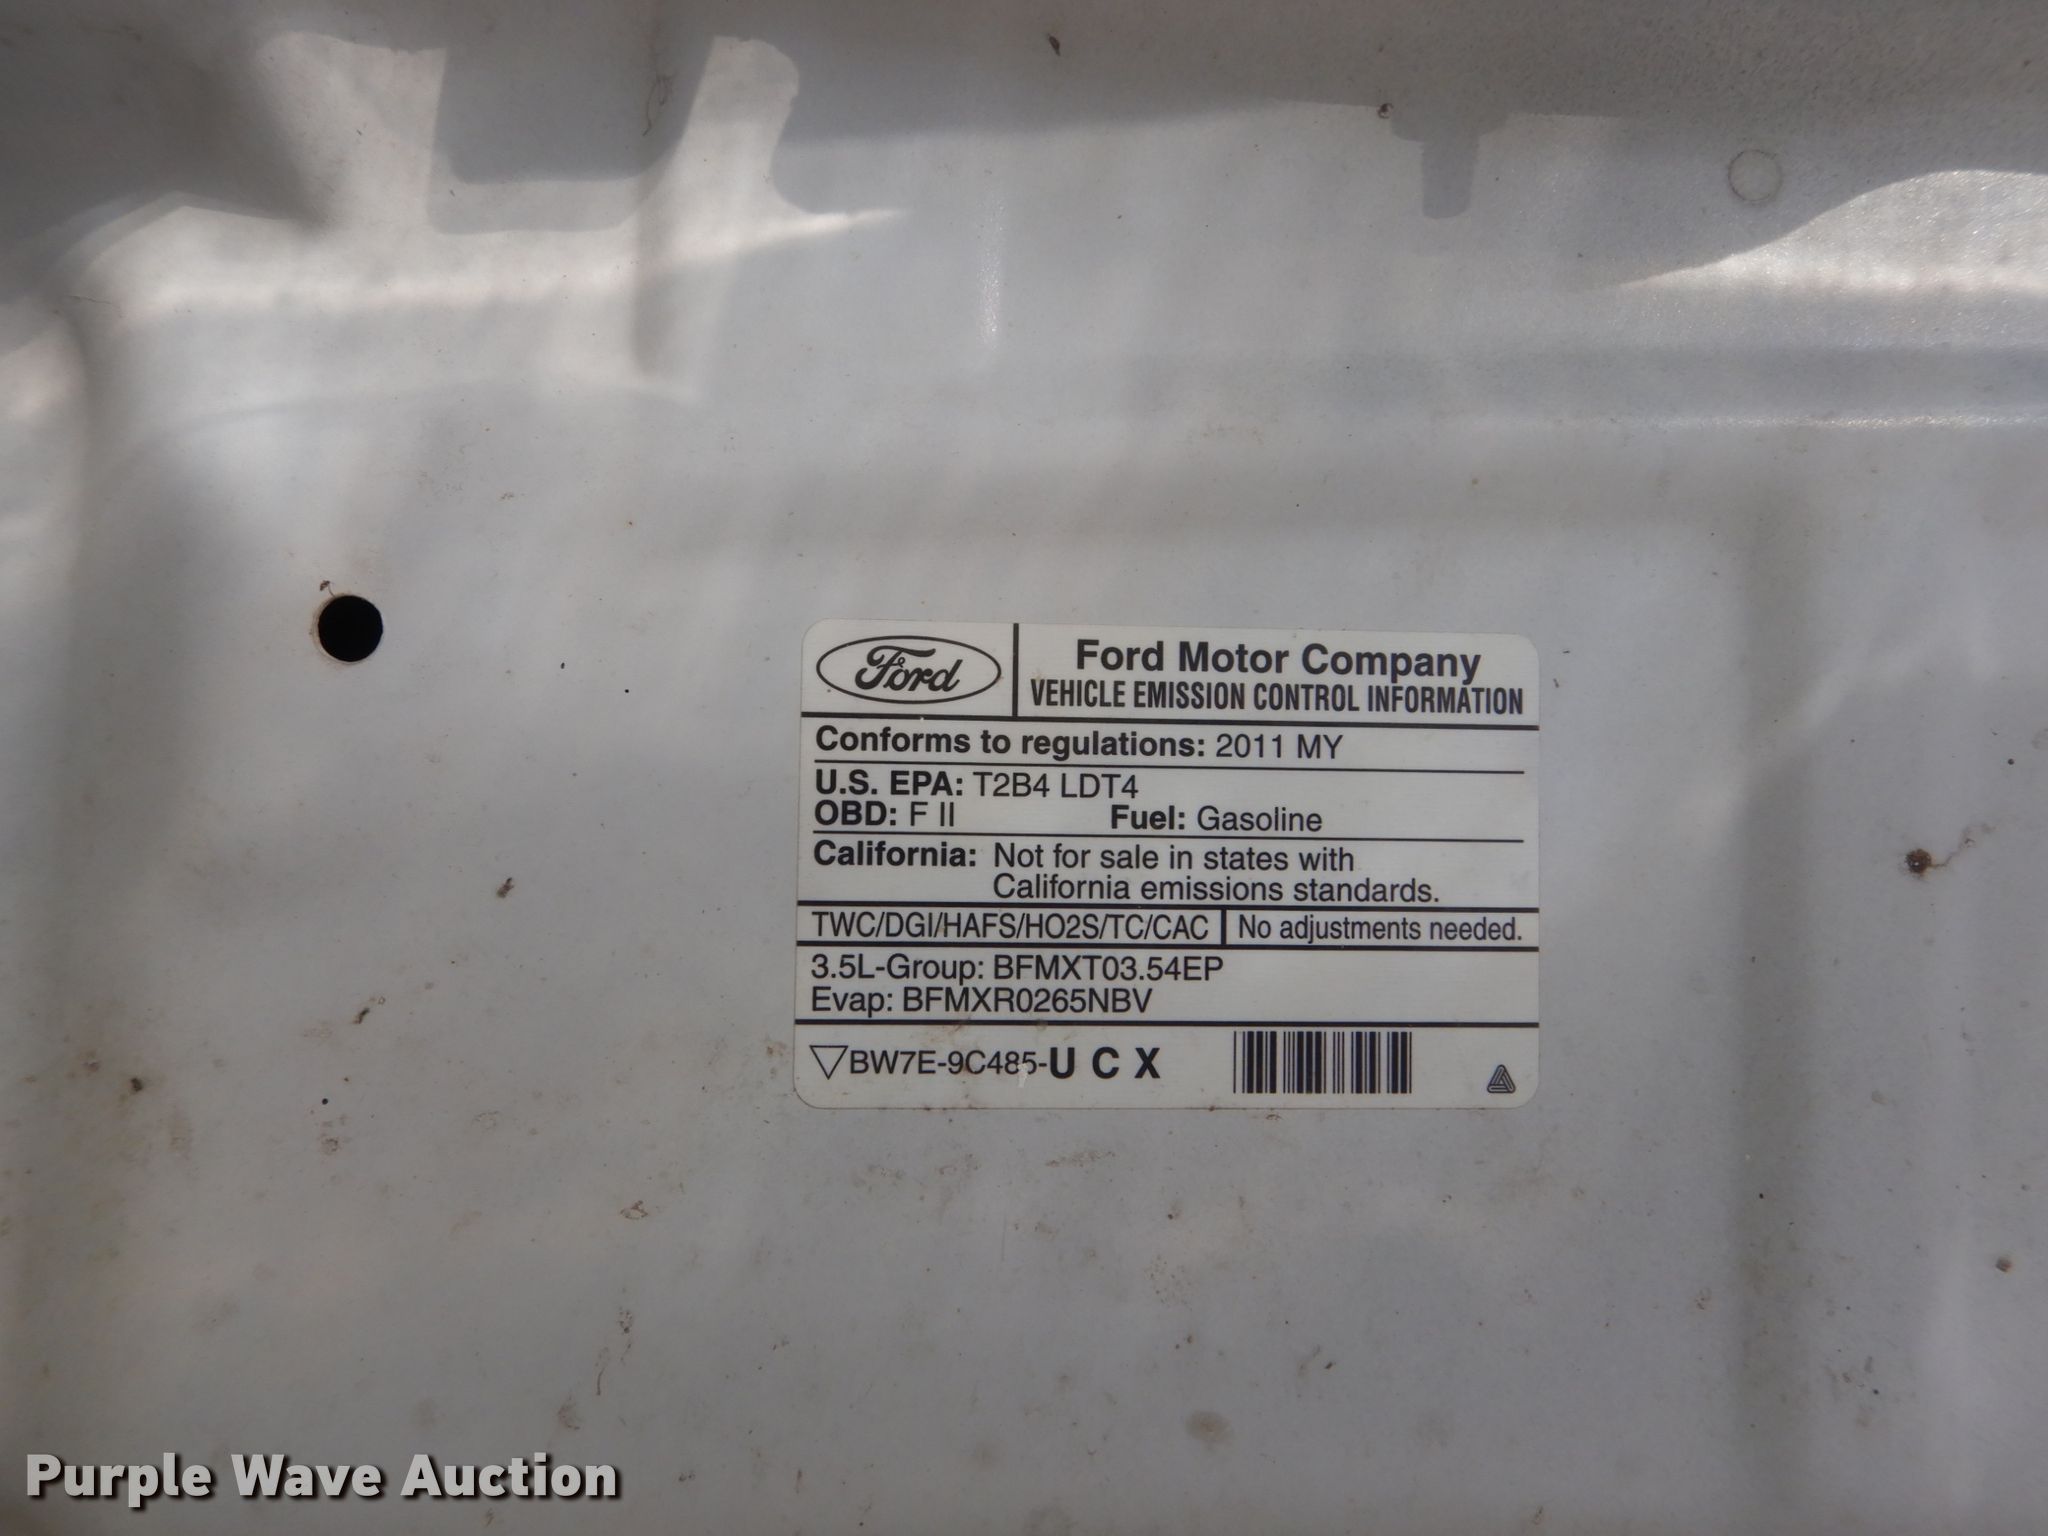 Ford
Ford Motor Company
VEHICLE EMISSION CONTROL INFORMATION
Conforms to regulations: 2011 MY
U.S. EPA: T2B4 LDT4
OBD: F II Fuel: Gasoline
California: Not for sale in states with
California emissions standards.
TWC/DGI/HAFS/HO2S/TC/CAC No adjustments needed.
3.5L-Group: BFMXT03.54EP
Evap: BFMXR0265NBV
BW7E-9C485-U C X
Purple Wave Auction